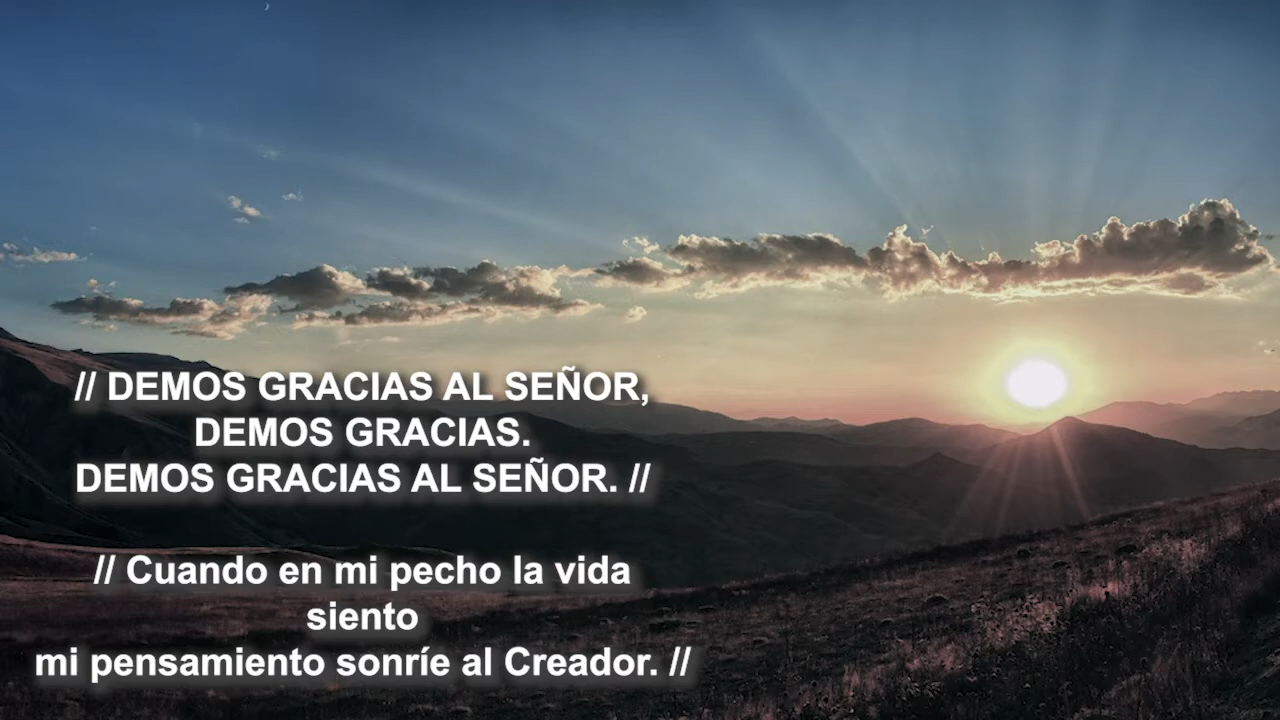 // DEMOS GRACIAS AL SEÑOR,
DEMOS GRACIAS.
DEMOS GRACIAS AL SEÑOR. //
// Cuando en mi pecho la vida
siento
mi pensamiento sonríe al Creador. //